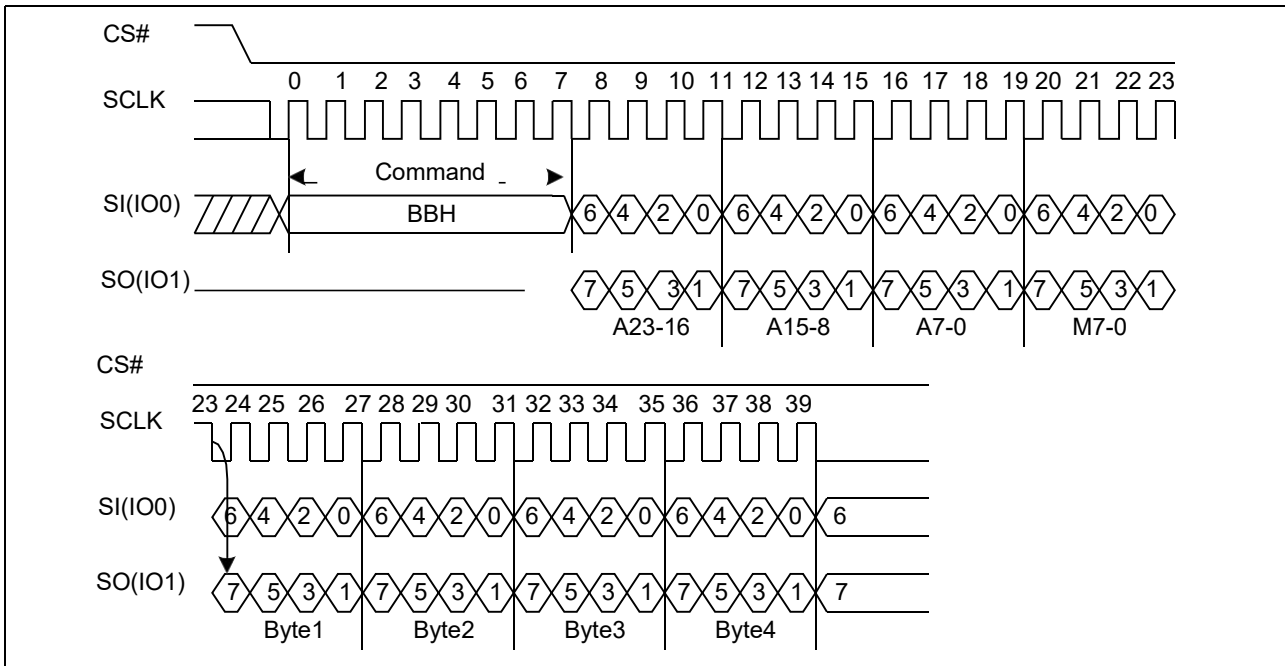 CS#
0 1 2 3 4 5 6 7 8 9 10 11 12 13 14 15 16 17 18 19 20 21 22 23
SCLK
Command
SI(IO0) BBH 6 4 2 0 6 4 2 0 6 4 2 0 6 4 2 0
SO(IO1) 7 5 3 1 7 5 3 1 7 5 3 1 7 5 3 1
A23-16 A15-8 A7-0 M7-0
CS#
23 24 25 26 27 28 29 30 31 32 33 34 35 36 37 38 39
SCLK
SI(IO0) 6 4 2 0 6 4 2 0 6 4 2 0 6 4 2 0 6
SO(IO1) 7 5 3 1 7 5 3 1 7 5 3 1 7 5 3 1 7
Byte1 Byte2 Byte3 Byte4